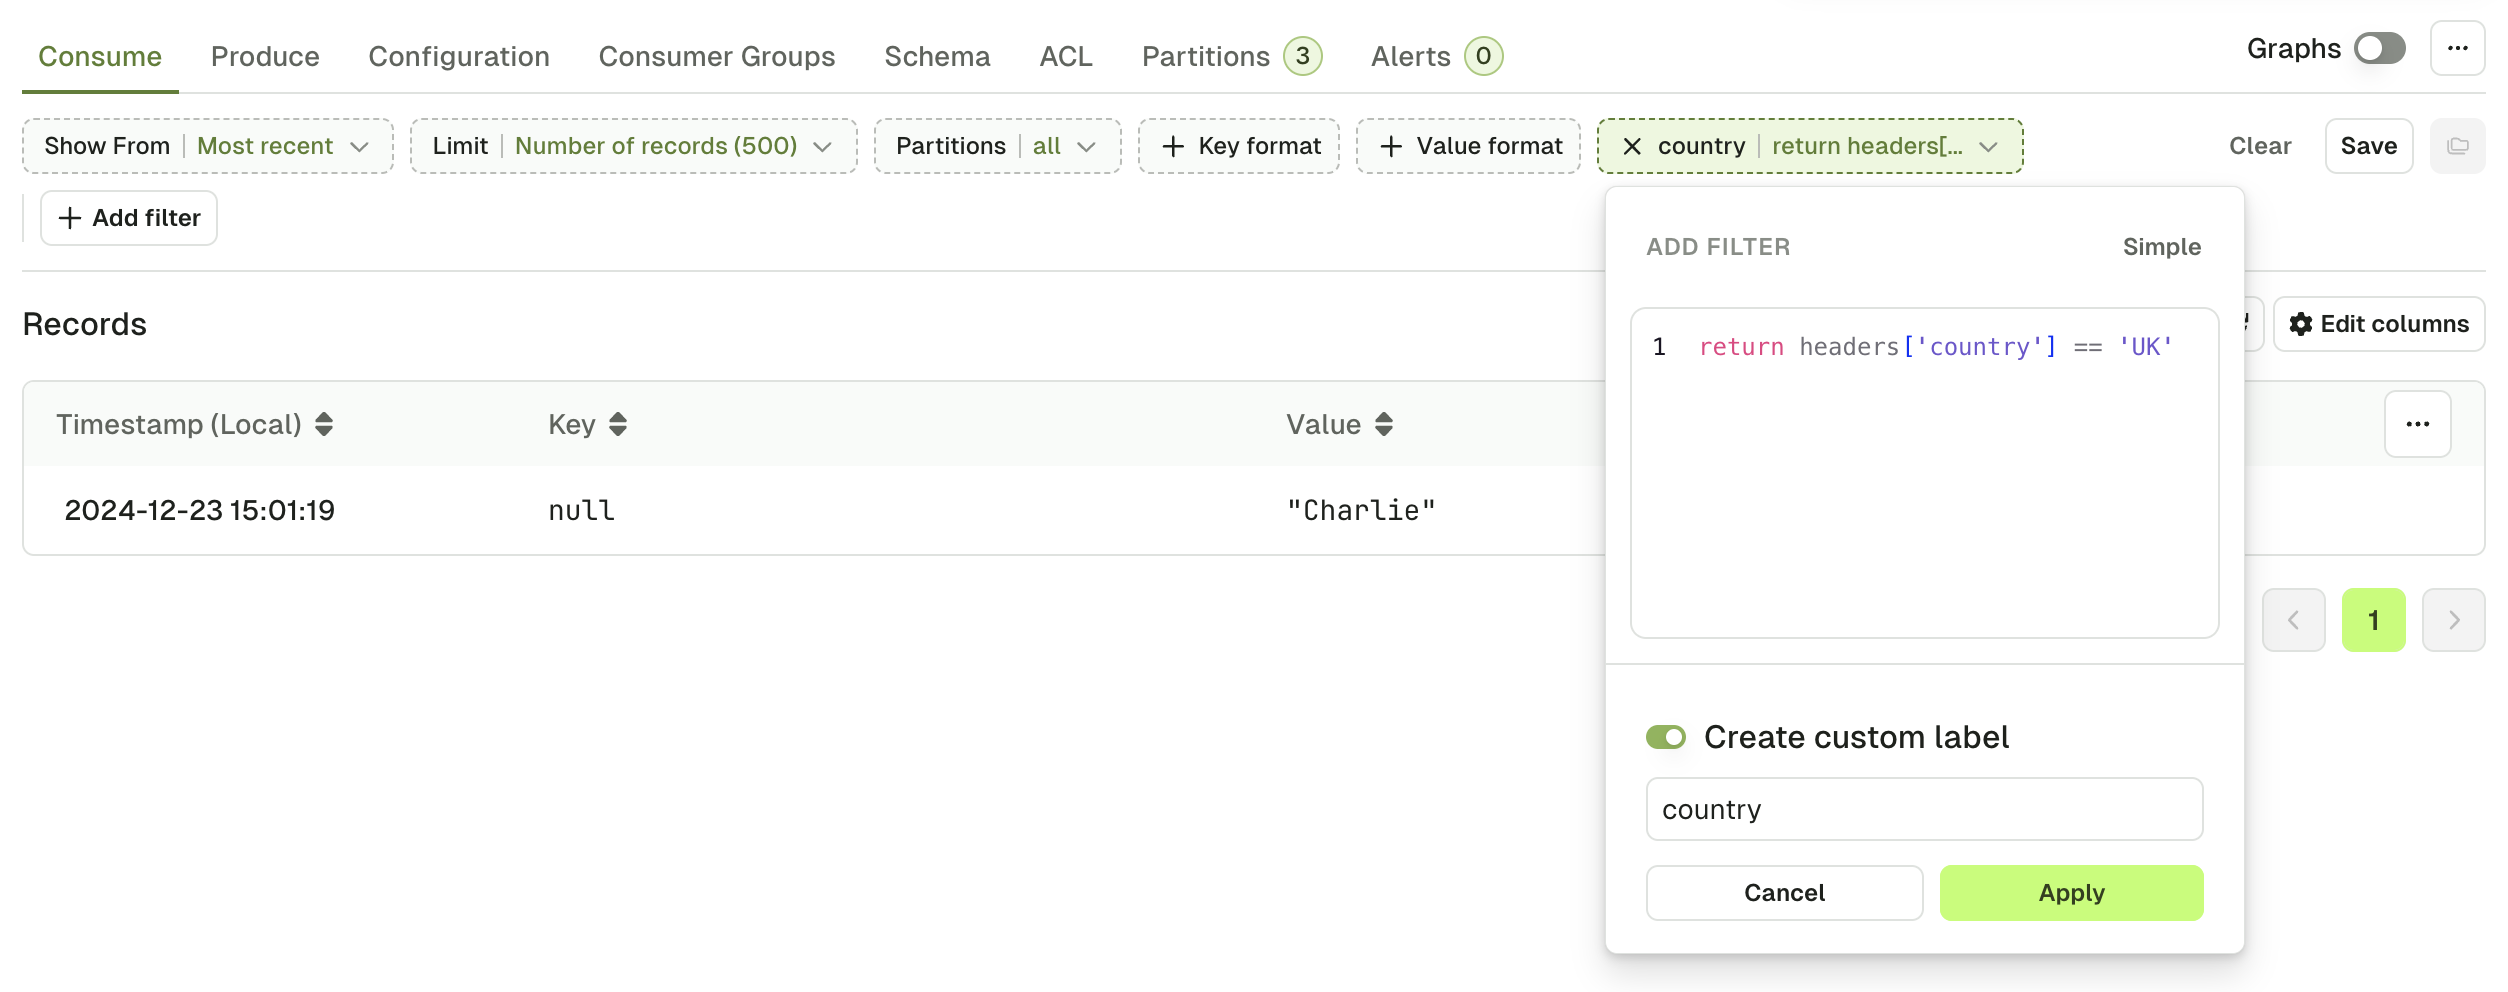 Consume Produce Configuration Consumer Groups Schema ACL Partitions 3 Alerts 0 Graphs
Show From Most recent Limit Number of records (500) Partitions all Key format Value format country return headers[... Clear Save
Add filter
ADD FILTER Simple
Records Edit columns
1 return headers['country'] == 'UK'
Timestamp (Local) Key Value
2024-12-23 15:01:19 null "Charlie"
1
Create custom label
country
Cancel Apply